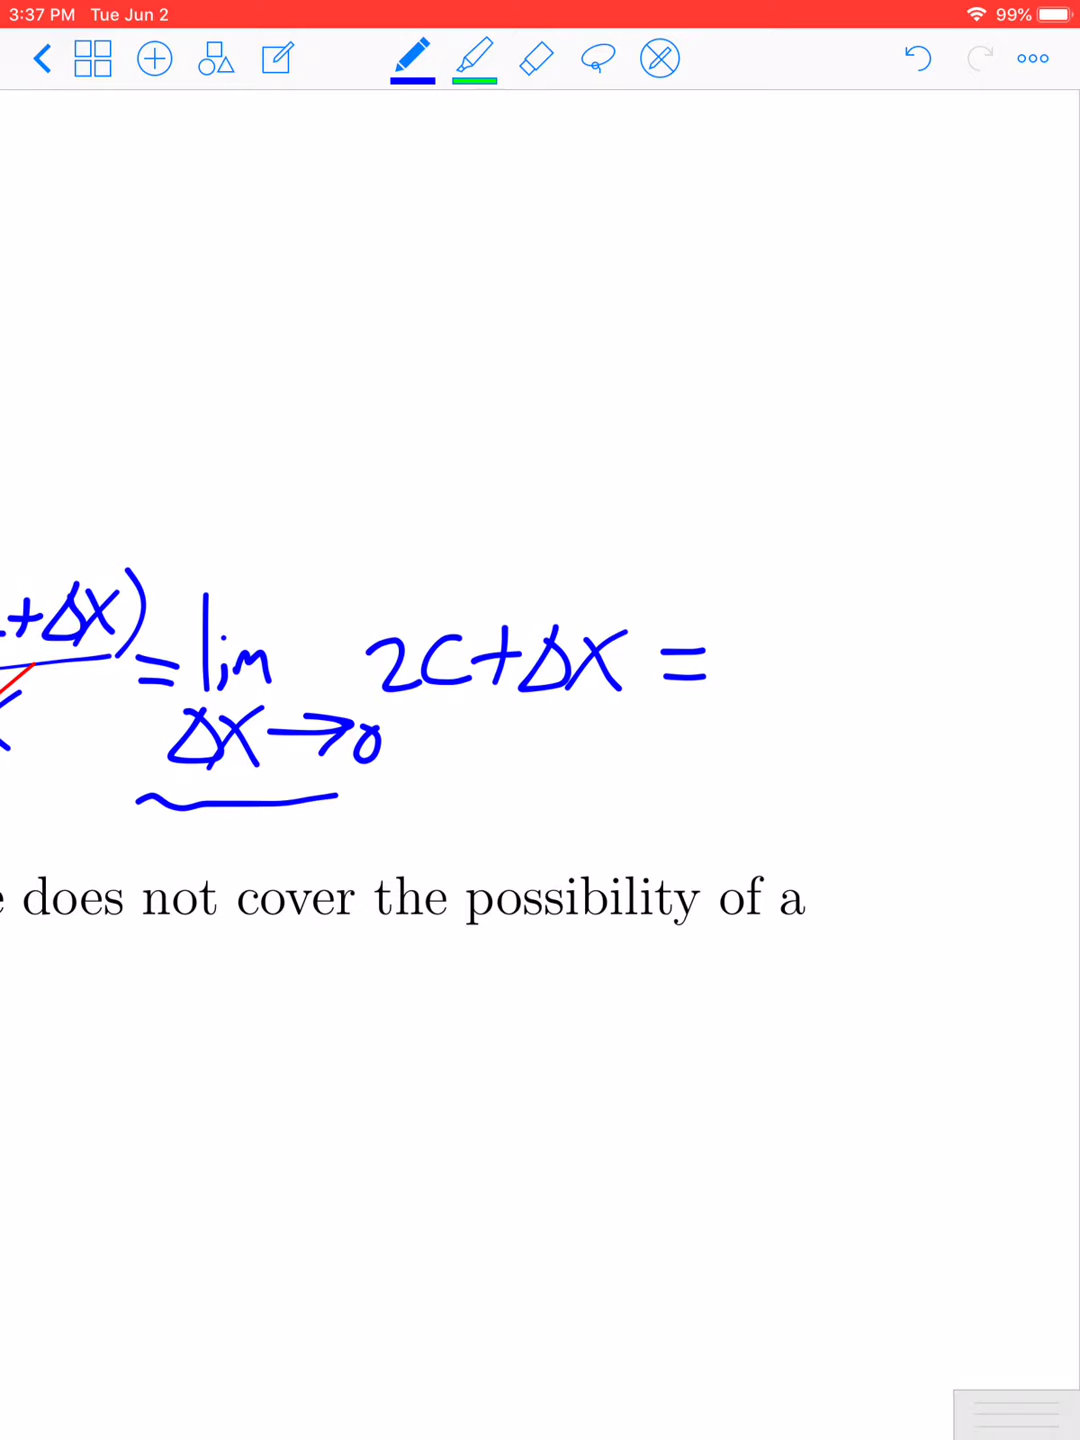 3:37 PM Tue Jun 2 99%
+ΔX) = lim 2C+ΔX =
ΔX→0
does not cover the possibility of a